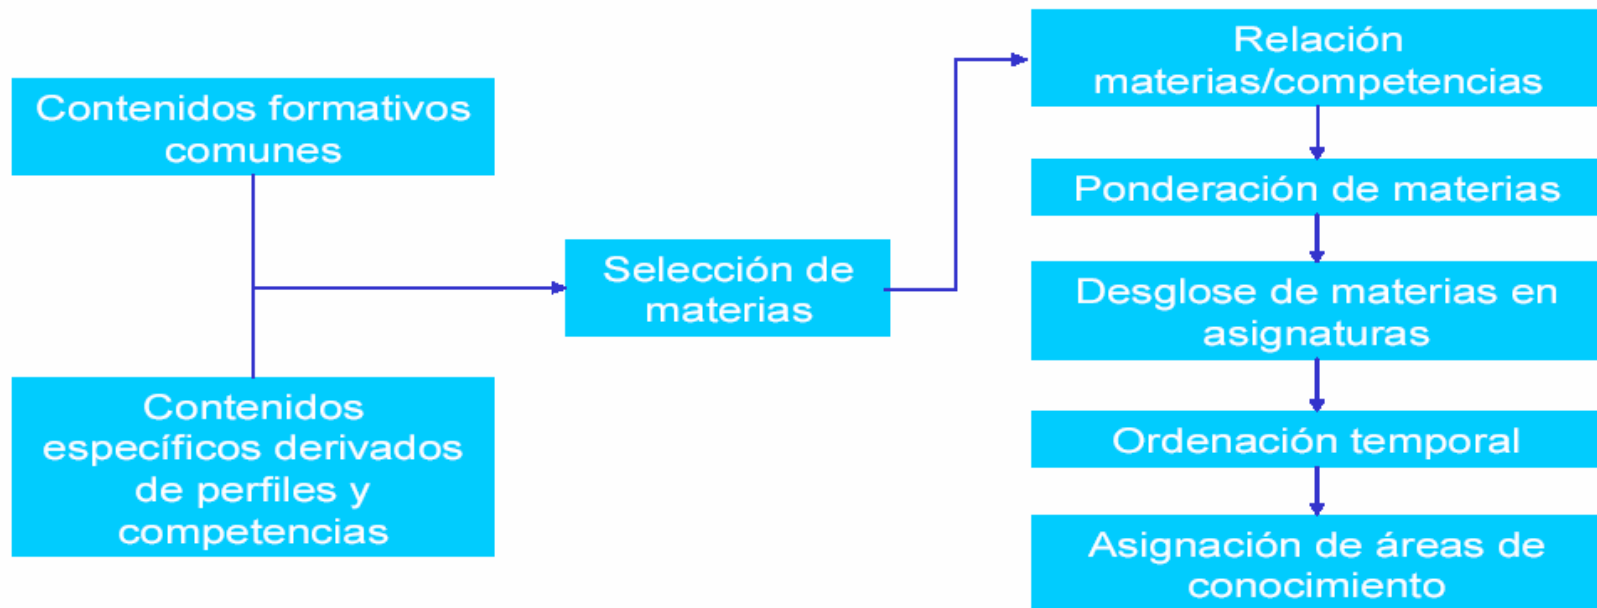 Contenidos formativos
comunes
Contenidos
específicos derivados
de perfiles y
competencias
Selección de
materias
Relación
materias/competencias
Ponderación de materias
Desglose de materias en
asignaturas
Ordenación temporal
Asignación de áreas de
conocimiento